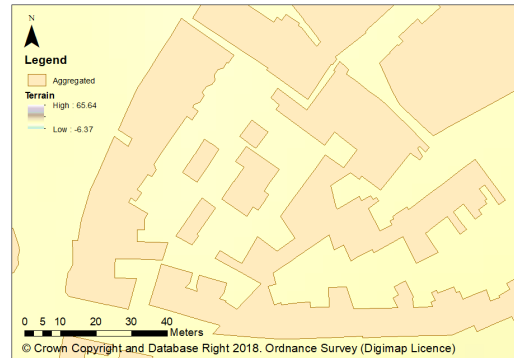 N
Legend
Aggregated
Terrain
High : 65.64
Low : -6.37
0 5 10 20 30 40
Meters
© Crown Copyright and Database Right 2018. Ordnance Survey (Digimap Licence)